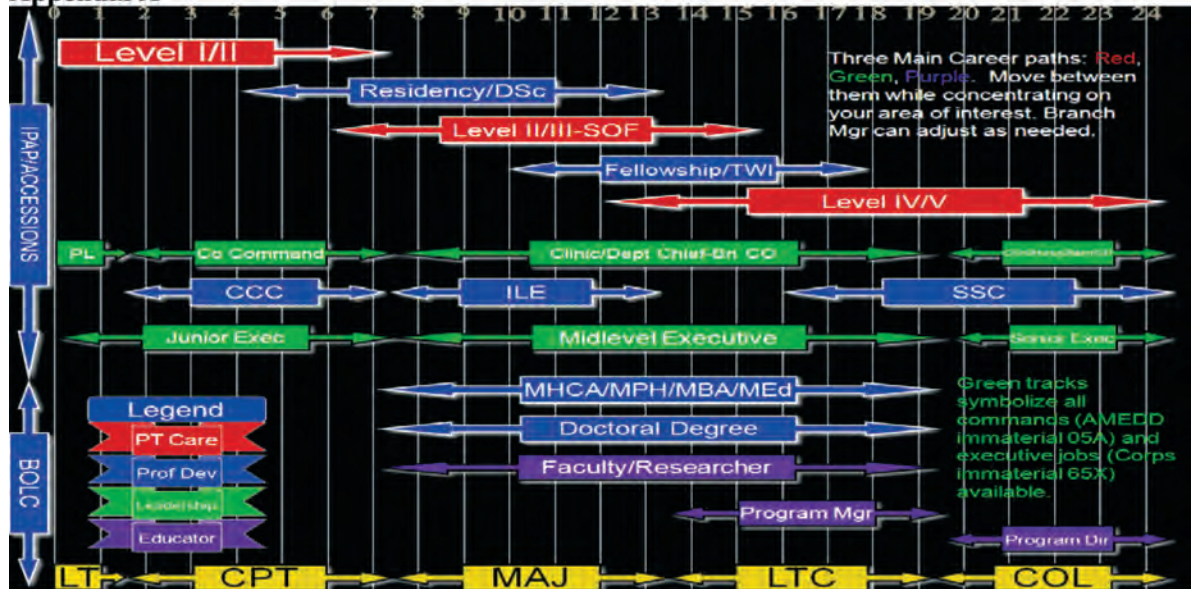 0 1 2 3 4 5 6 7 8 9 10 11 12 13 14 15 16 17 18 19 20 21 22 23 24
Level I/II
Three Main Career paths: Red,
Green, Purple. Move between
them while concentrating on
your area of interest. Branch
Mgr can adjust as needed.
Residency/DSc
Level II/III-SOF
Fellowship/TWI
Level IV/V
IPAP/ACCESSIONS
PL
Co Command
Clinic/Dept Chief-Bn CO
CCC
ILE
SSC
Junior Exec
Midlevel Executive
Senior Exec
MHCA/MPH/MBA/MEd
Green tracks
symbolize all
commands (AMEDD
immaterial 05A) and
executive jobs (Corps
immaterial 65X)
available.
Doctoral Degree
Faculty/Researcher
Program Mgr
Program Dir
BOLC
Legend
PT Care
Prof Dev
Leadership
Educator
LT
CPT
MAJ
LTC
COL